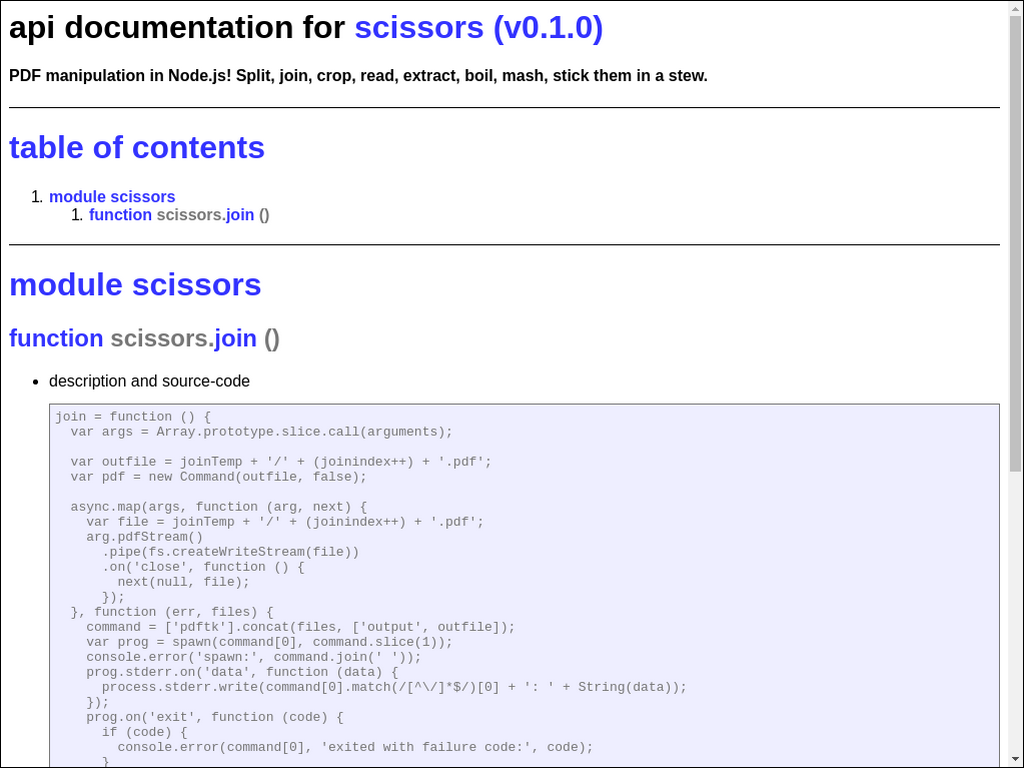 api documentation for scissors (v0.1.0)
PDF manipulation in Node.js! Split, join, crop, read, extract, boil, mash, stick them in a stew.
table of contents
1. module scissors
1. function scissors.join ()
module scissors
function scissors.join ()
• description and source-code
join = function () {
  var args = Array.prototype.slice.call(arguments);

  var outfile = joinTemp + '/' + (joinindex++) + '.pdf';
  var pdf = new Command(outfile, false);

  async.map(args, function (arg, next) {
    var file = joinTemp + '/' + (joinindex++) + '.pdf';
    arg.pdfStream()
      .pipe(fs.createWriteStream(file))
      .on('close', function () {
        next(null, file);
      });
  }, function (err, files) {
    command = ['pdftk'].concat(files, ['output', outfile]);
    var prog = spawn(command[0], command.slice(1));
    console.error('spawn:', command.join(' '));
    prog.stderr.on('data', function (data) {
      process.stderr.write(command[0].match(/[^\/]*$/)[0] + ': ' + String(data));
    });
    prog.on('exit', function (code) {
      if (code) {
        console.error(command[0], 'exited with failure code:', code);
      }